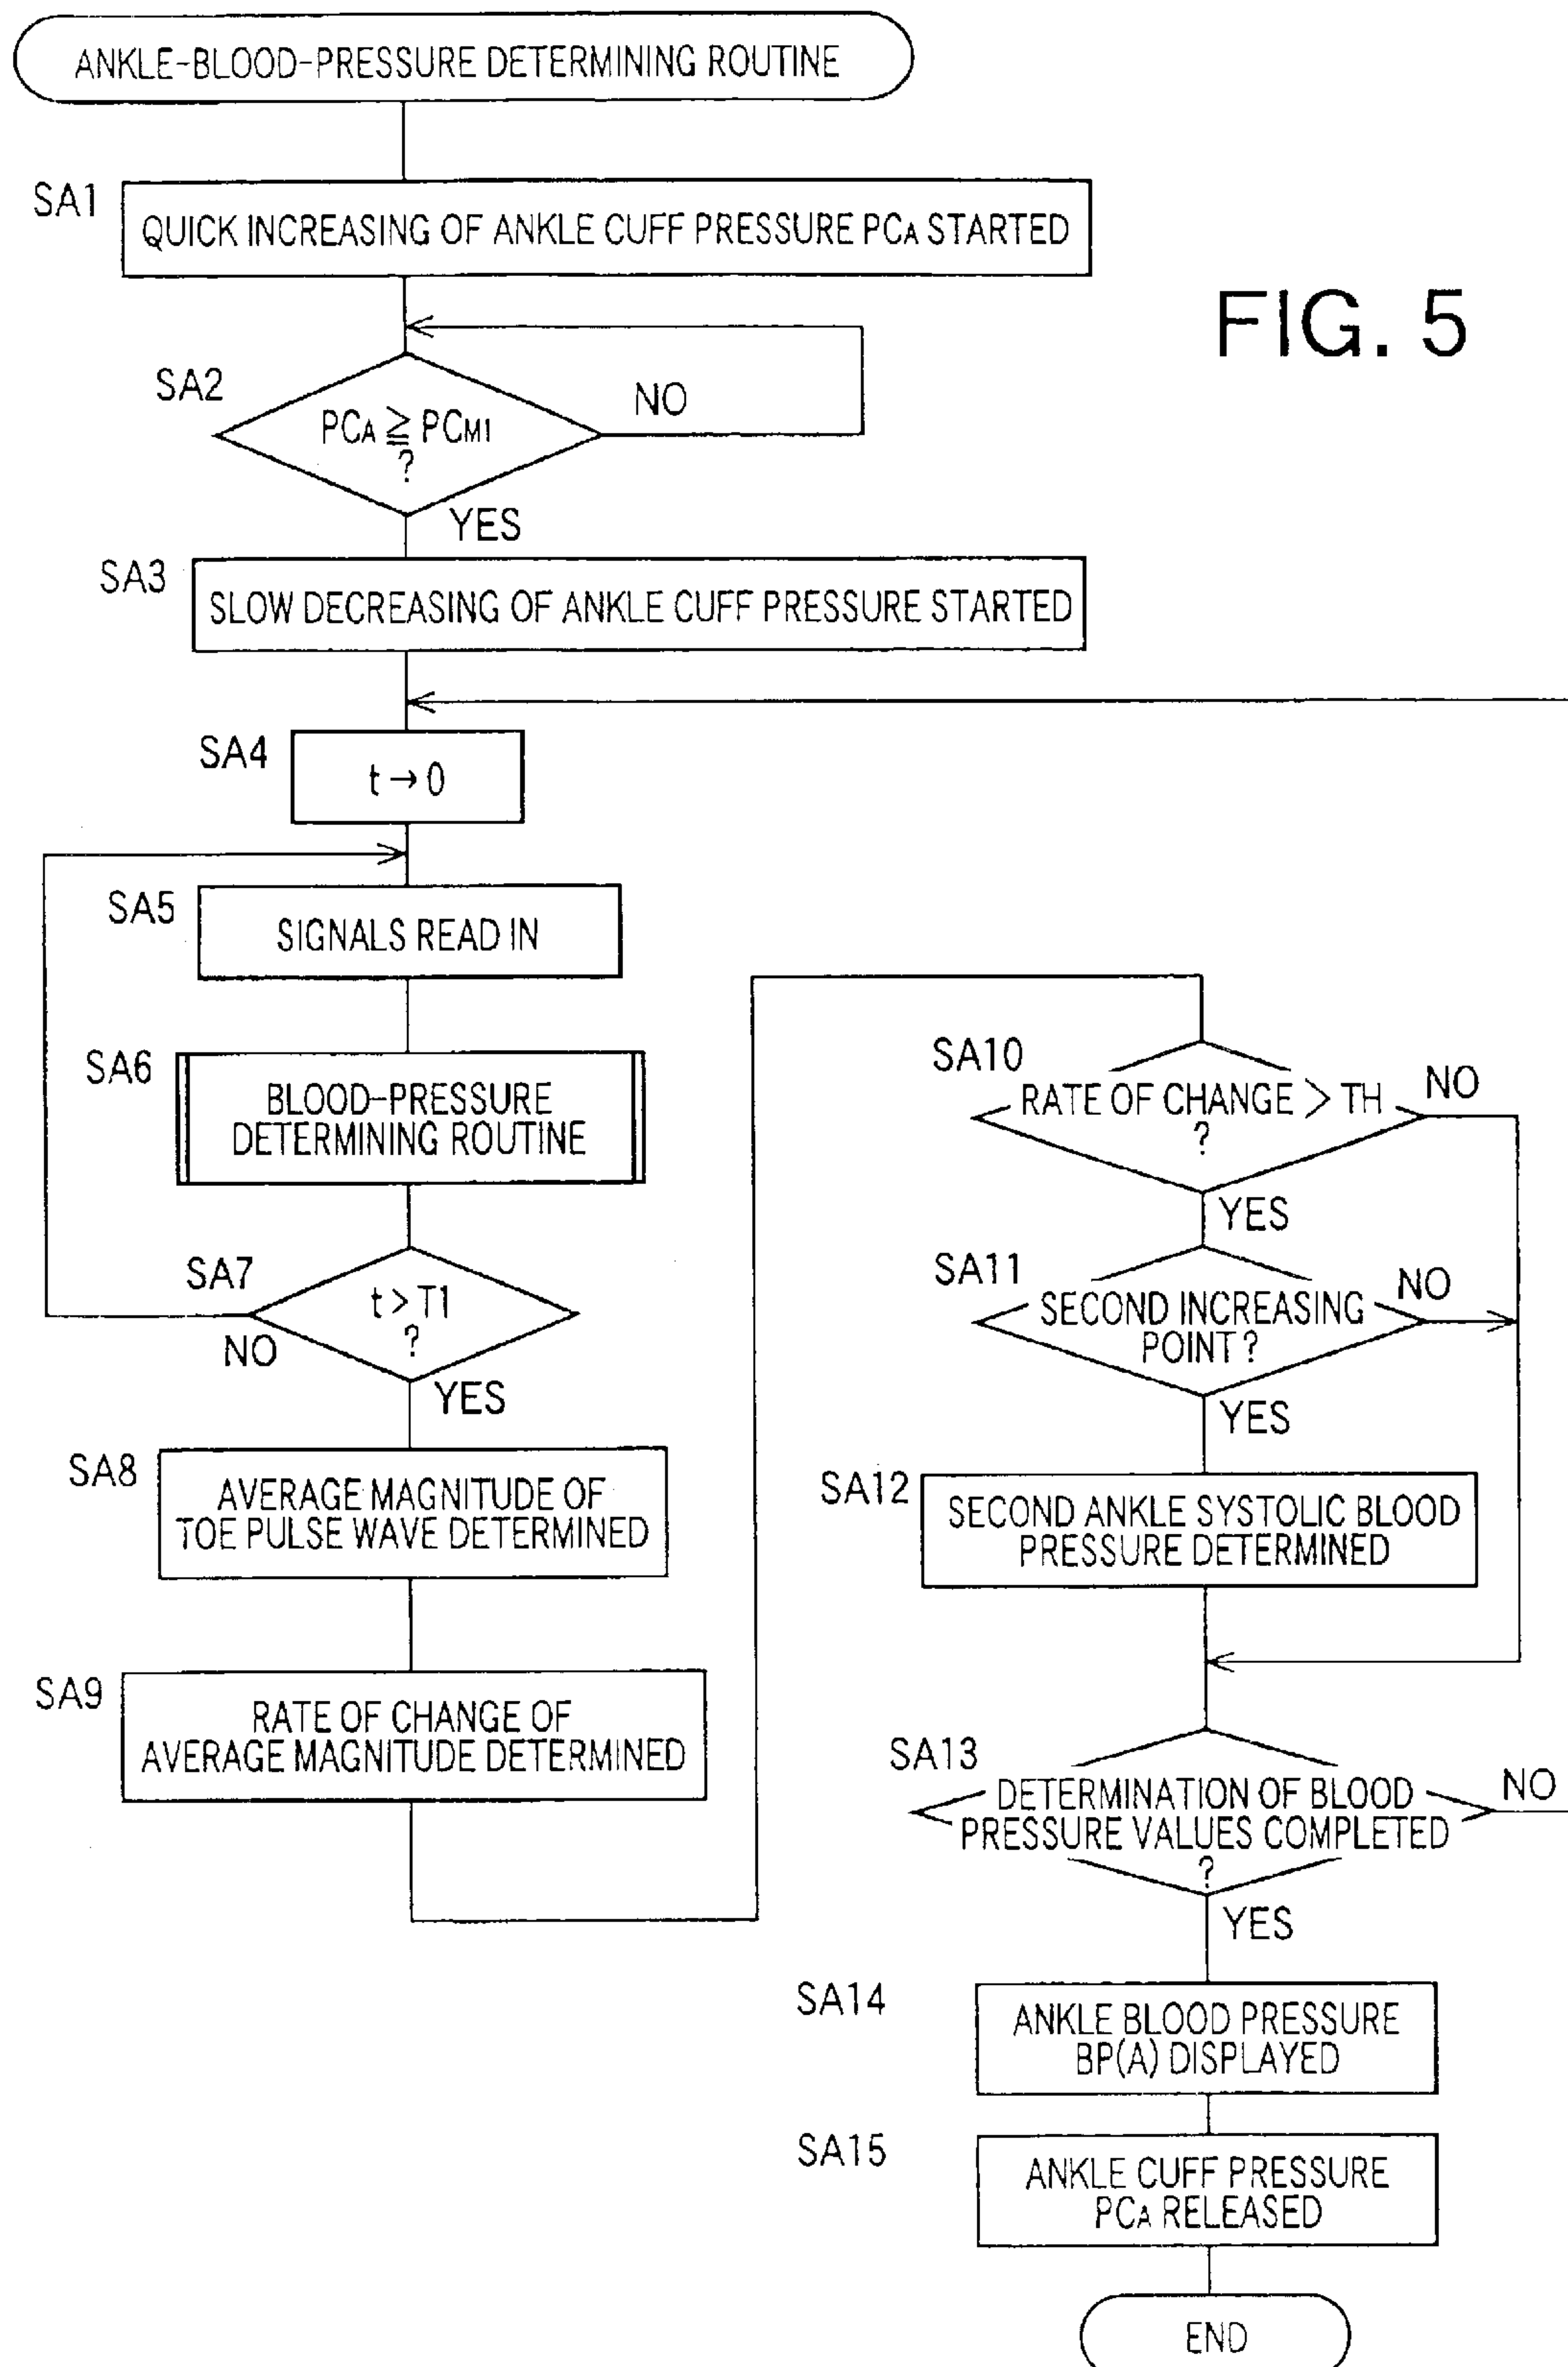 ANKLE-BLOOD-PRESSURE DETERMINING ROUTINE
SA1
QUICK INCREASING OF ANKLE CUFF PRESSURE PCA STARTED
FIG. 5
SA2
PCA ≧ PCM1
?
NO
YES
SA3
SLOW DECREASING OF ANKLE CUFF PRESSURE STARTED
SA4
t → 0
SA5
SIGNALS READ IN
SA6
BLOOD-PRESSURE
DETERMINING ROUTINE
SA7
t > T1
?
NO
YES
SA8
AVERAGE MAGNITUDE OF
TOE PULSE WAVE DETERMINED
SA9
RATE OF CHANGE OF
AVERAGE MAGNITUDE DETERMINED
SA10
RATE OF CHANGE > TH
?
NO
YES
SA11
SECOND INCREASING
POINT?
NO
YES
SA12
SECOND ANKLE SYSTOLIC BLOOD
PRESSURE DETERMINED
SA13
DETERMINATION OF BLOOD
PRESSURE VALUES COMPLETED
?
NO
YES
SA14
ANKLE BLOOD PRESSURE
BP(A) DISPLAYED
SA15
ANKLE CUFF PRESSURE
PCA RELEASED
END